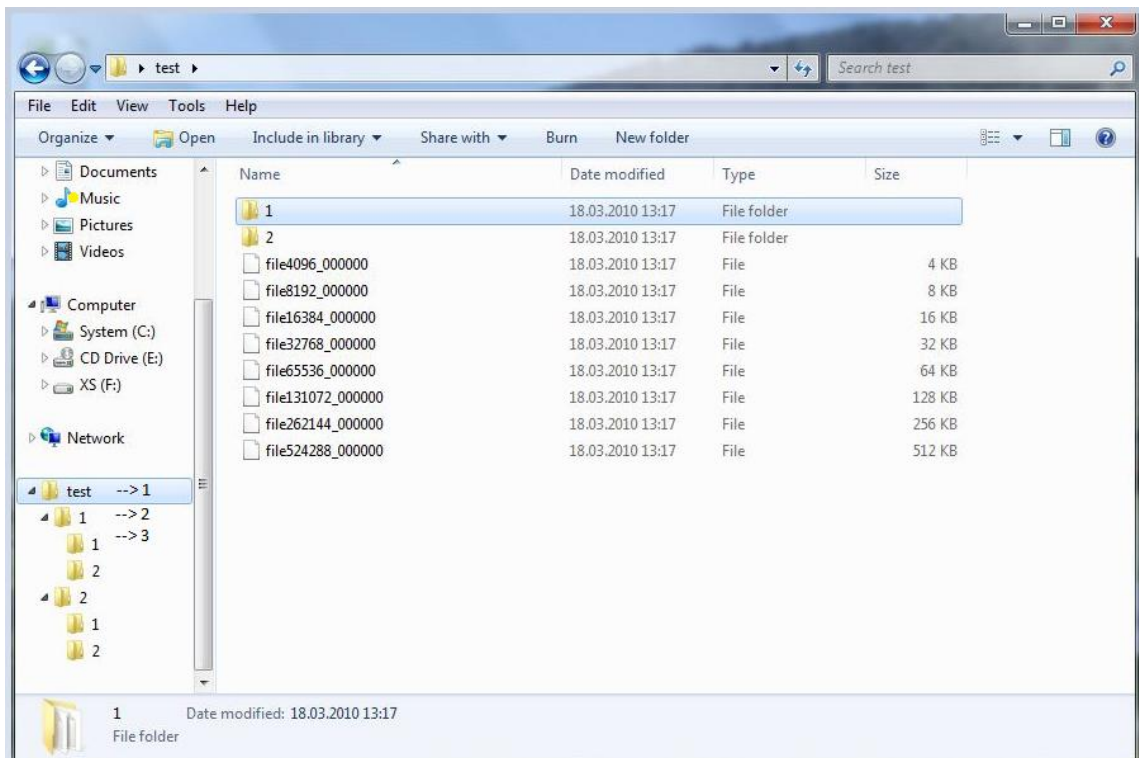 test
Search test
File Edit View Tools Help
Organize Open Include in library Share with Burn New folder
Documents
Music
Pictures
Videos
Computer
System (C:)
CD Drive (E:)
XS (F:)
Network
test -->1
1 -->2
1 -->3
2
2
1
2
Name Date modified Type Size
1 18.03.2010 13:17 File folder
2 18.03.2010 13:17 File folder
file4096_000000 18.03.2010 13:17 File 4 KB
file8192_000000 18.03.2010 13:17 File 8 KB
file16384_000000 18.03.2010 13:17 File 16 KB
file32768_000000 18.03.2010 13:17 File 32 KB
file65536_000000 18.03.2010 13:17 File 64 KB
file131072_000000 18.03.2010 13:17 File 128 KB
file262144_000000 18.03.2010 13:17 File 256 KB
file524288_000000 18.03.2010 13:17 File 512 KB
1 Date modified: 18.03.2010 13:17
File folder